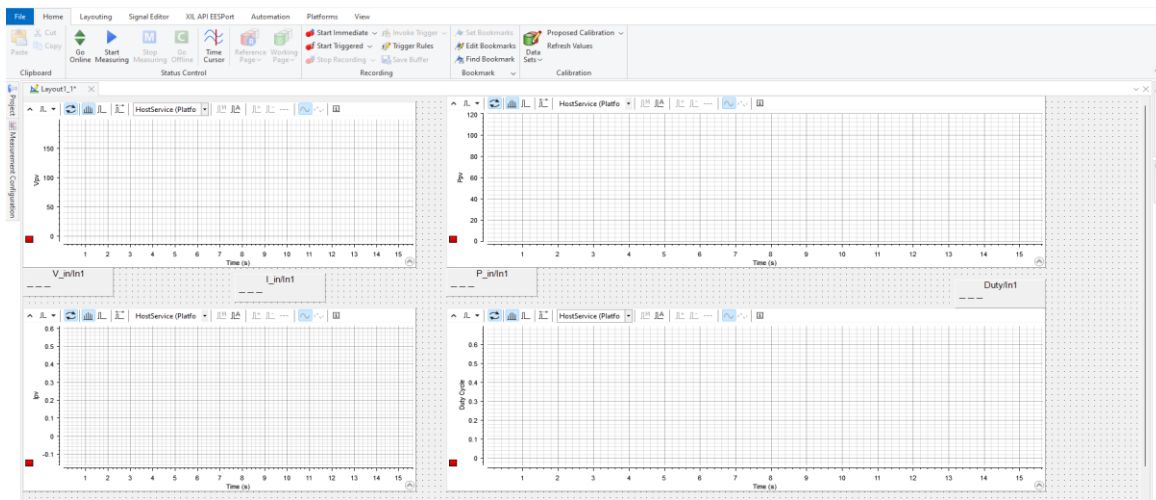 File Home Layouting Signal Editor XIL API EESPort Automation Platforms View
Paste Cut Copy
Go Online Start Measuring Stop Measuring Go Offline Time Cursor Reference Page Working Page
Start Immediate Invoke Trigger
Start Triggered Trigger Rules
Stop Recording Save Buffer
Set Bookmarks
Edit Bookmarks
Find Bookmark
Data Sets
Proposed Calibration
Refresh Values
Clipboard Status Control Recording Bookmark Calibration
Project
Measurement Configuration
Layout1_1*
HostService (Platfo
Vpv
150
100
50
0
1 2 3 4 5 6 7 8 9 10 11 12 13 14 15
Time (s)
HostService (Platfo
Ppv
120
100
80
60
40
20
0
1 2 3 4 5 6 7 8 9 10 11 12 13 14 15
Time (s)
V_in/In1
---
I_in/In1
---
P_in/In1
---
Duty/In1
---
HostService (Platfo
Ipv
0.6
0.5
0.4
0.3
0.2
0.1
0
-0.1
1 2 3 4 5 6 7 8 9 10 11 12 13 14 15
Time (s)
HostService (Platfo
Duty Cycle
0.6
0.5
0.4
0.3
0.2
0.1
0
1 2 3 4 5 6 7 8 9 10 11 12 13 14 15
Time (s)